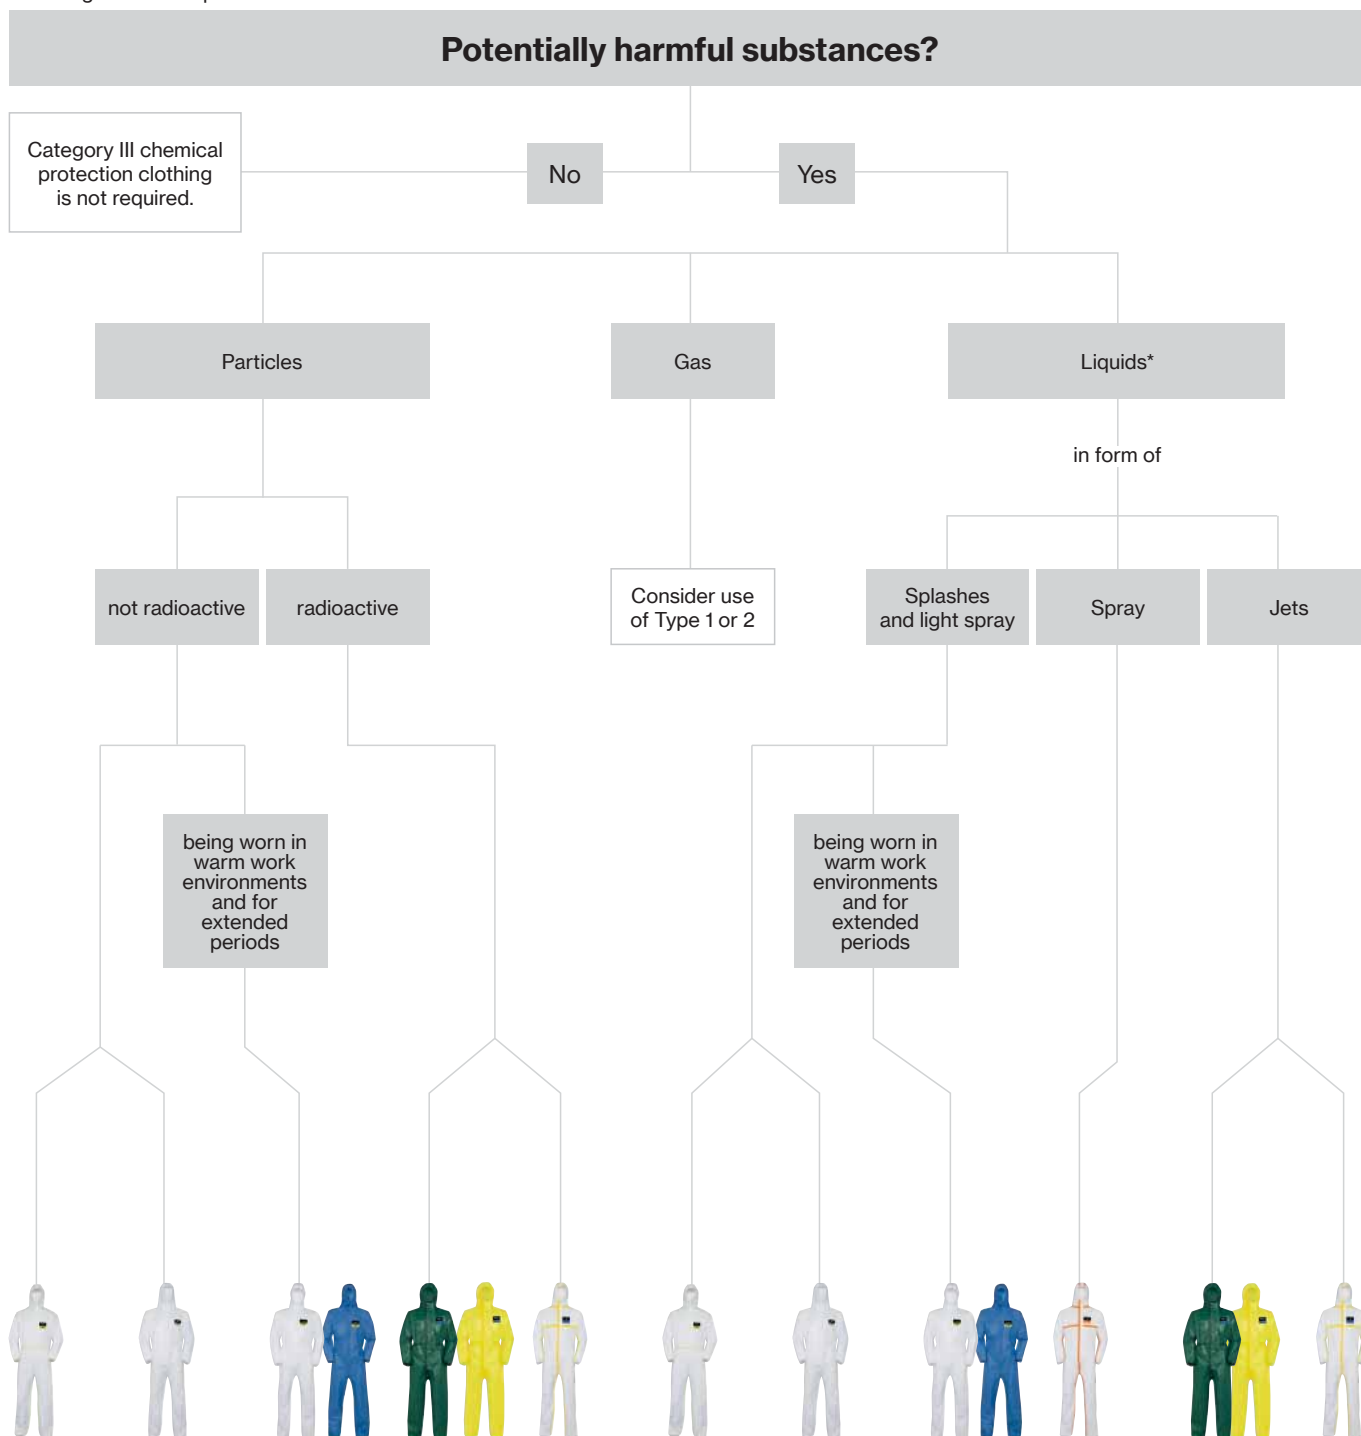 Potentially harmful substances?
Category III chemical
protection clothing
is not required.
No
Yes
Particles
Gas
Liquids*
in form of
not radioactive
radioactive
Consider use
of Type 1 or 2
Splashes
and light spray
Spray
Jets
being worn in
warm work
environments
and for
extended
periods
being worn in
warm work
environments
and for
extended
periods